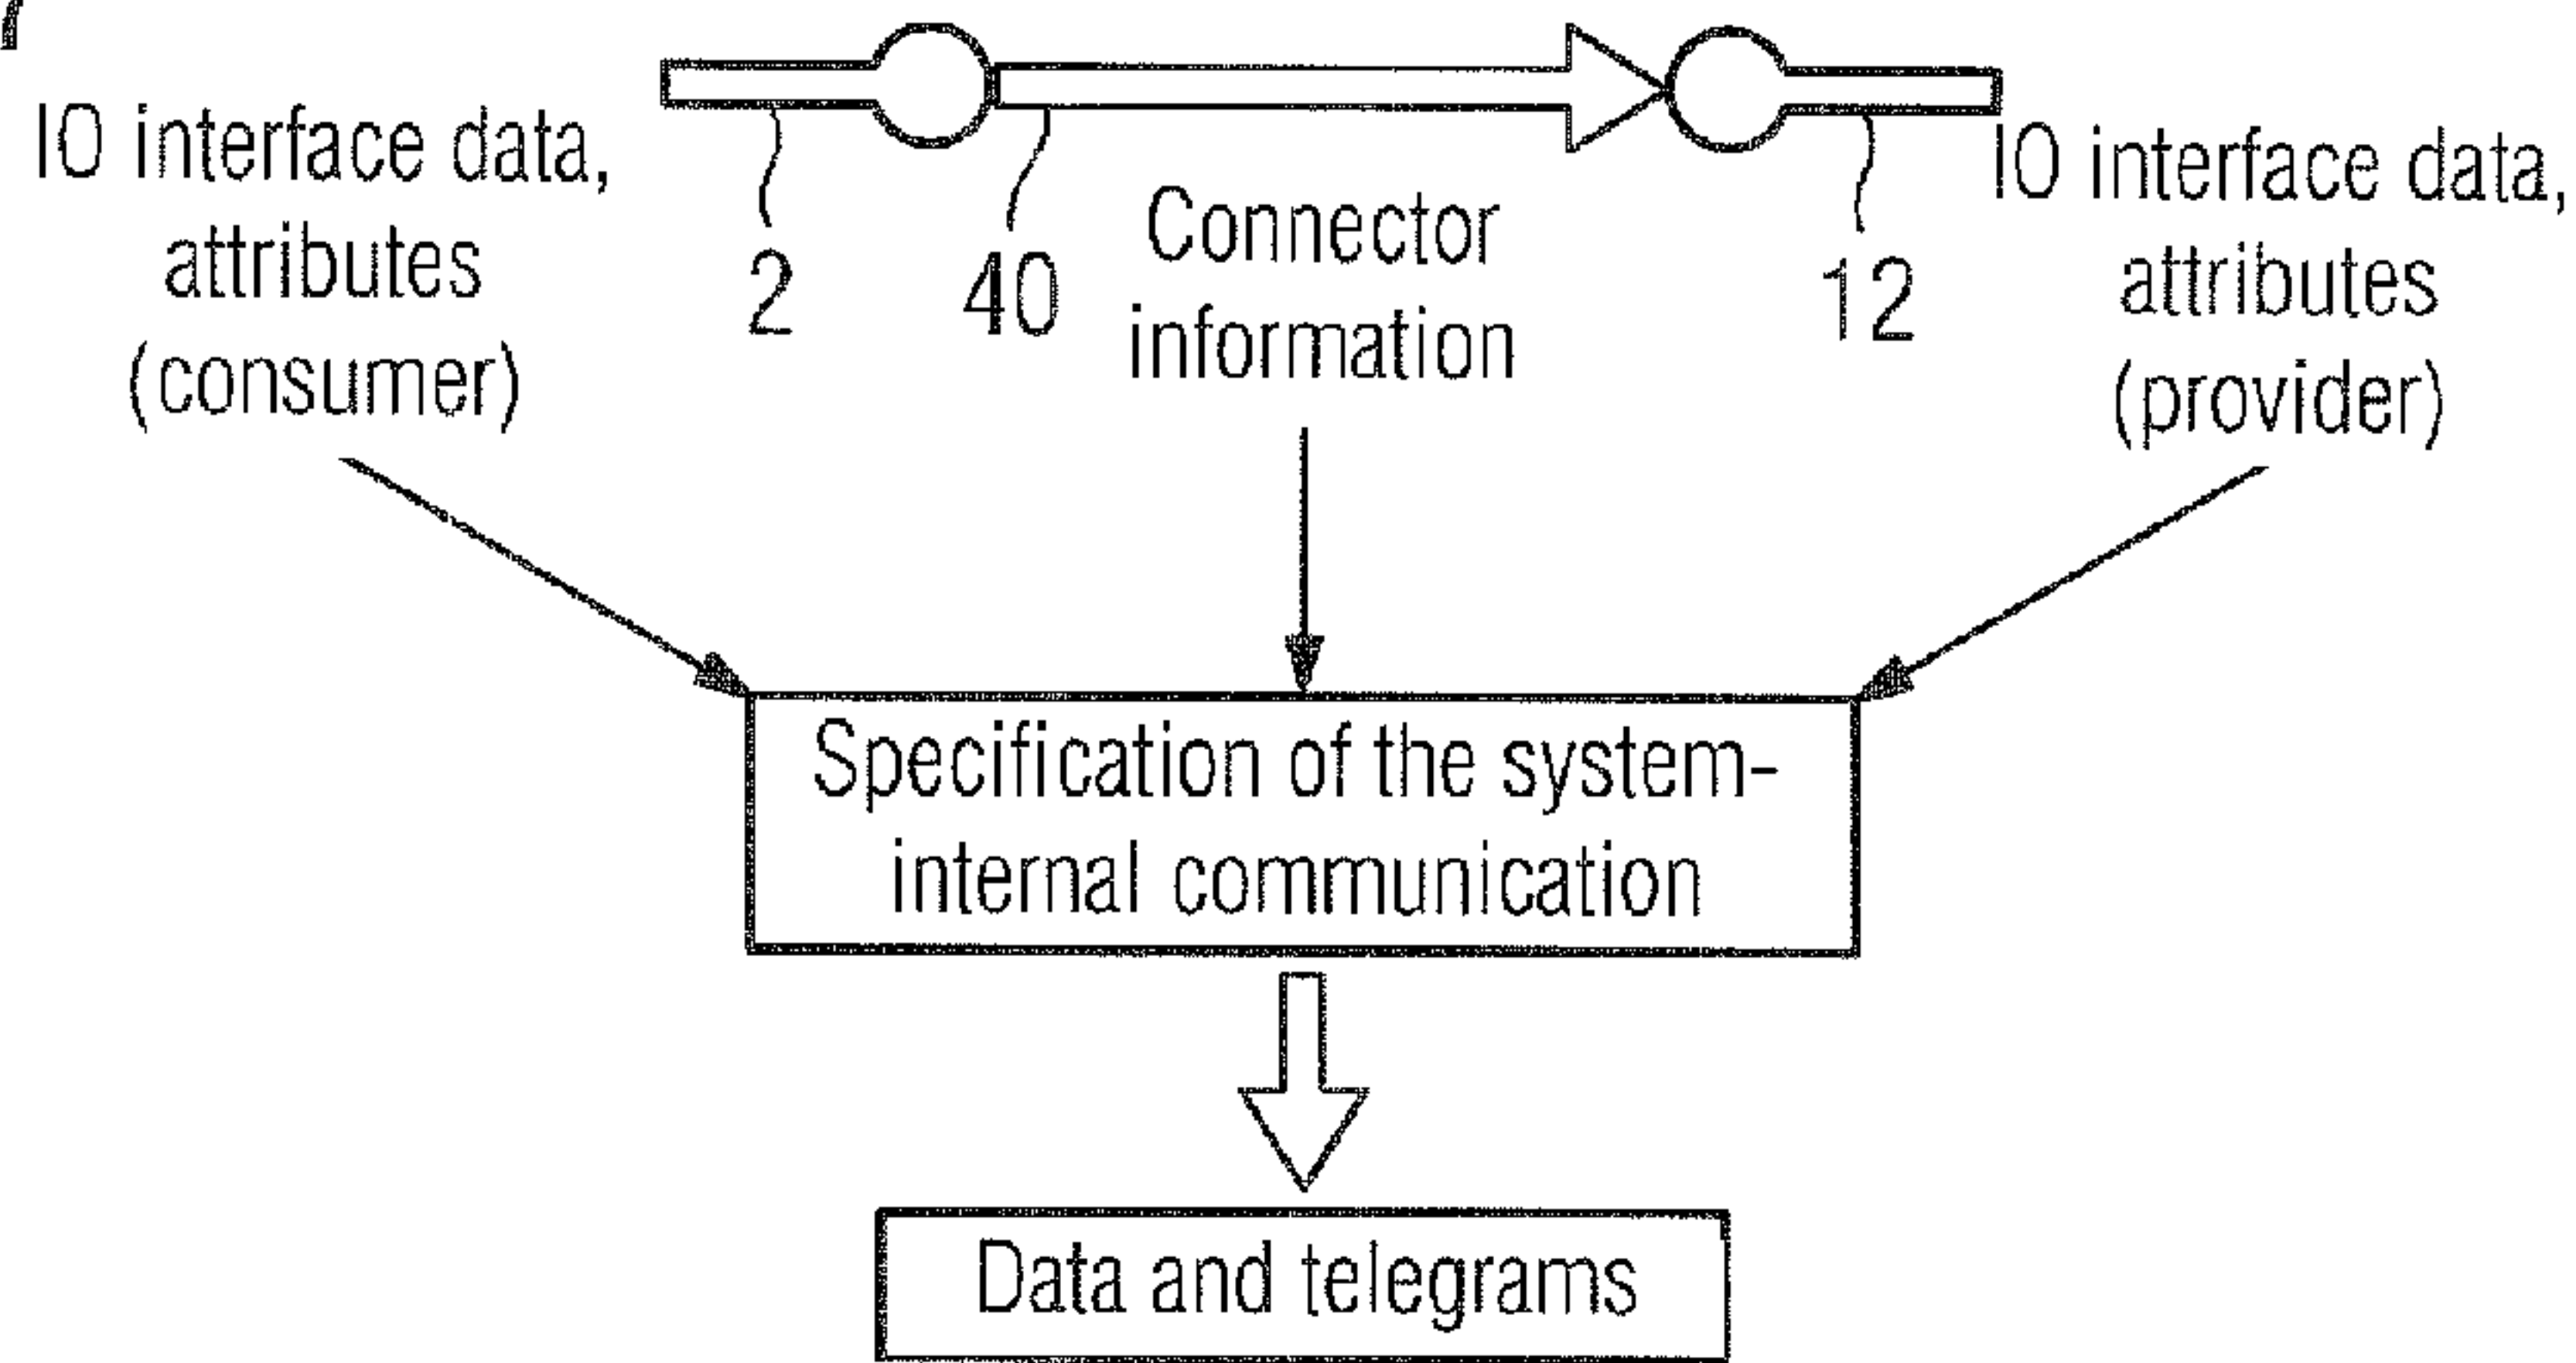 IO interface data,
attributes
(consumer)
2
40
Connector
information
12
IO interface data,
attributes
(provider)
Specification of the system-
internal communication
Data and telegrams